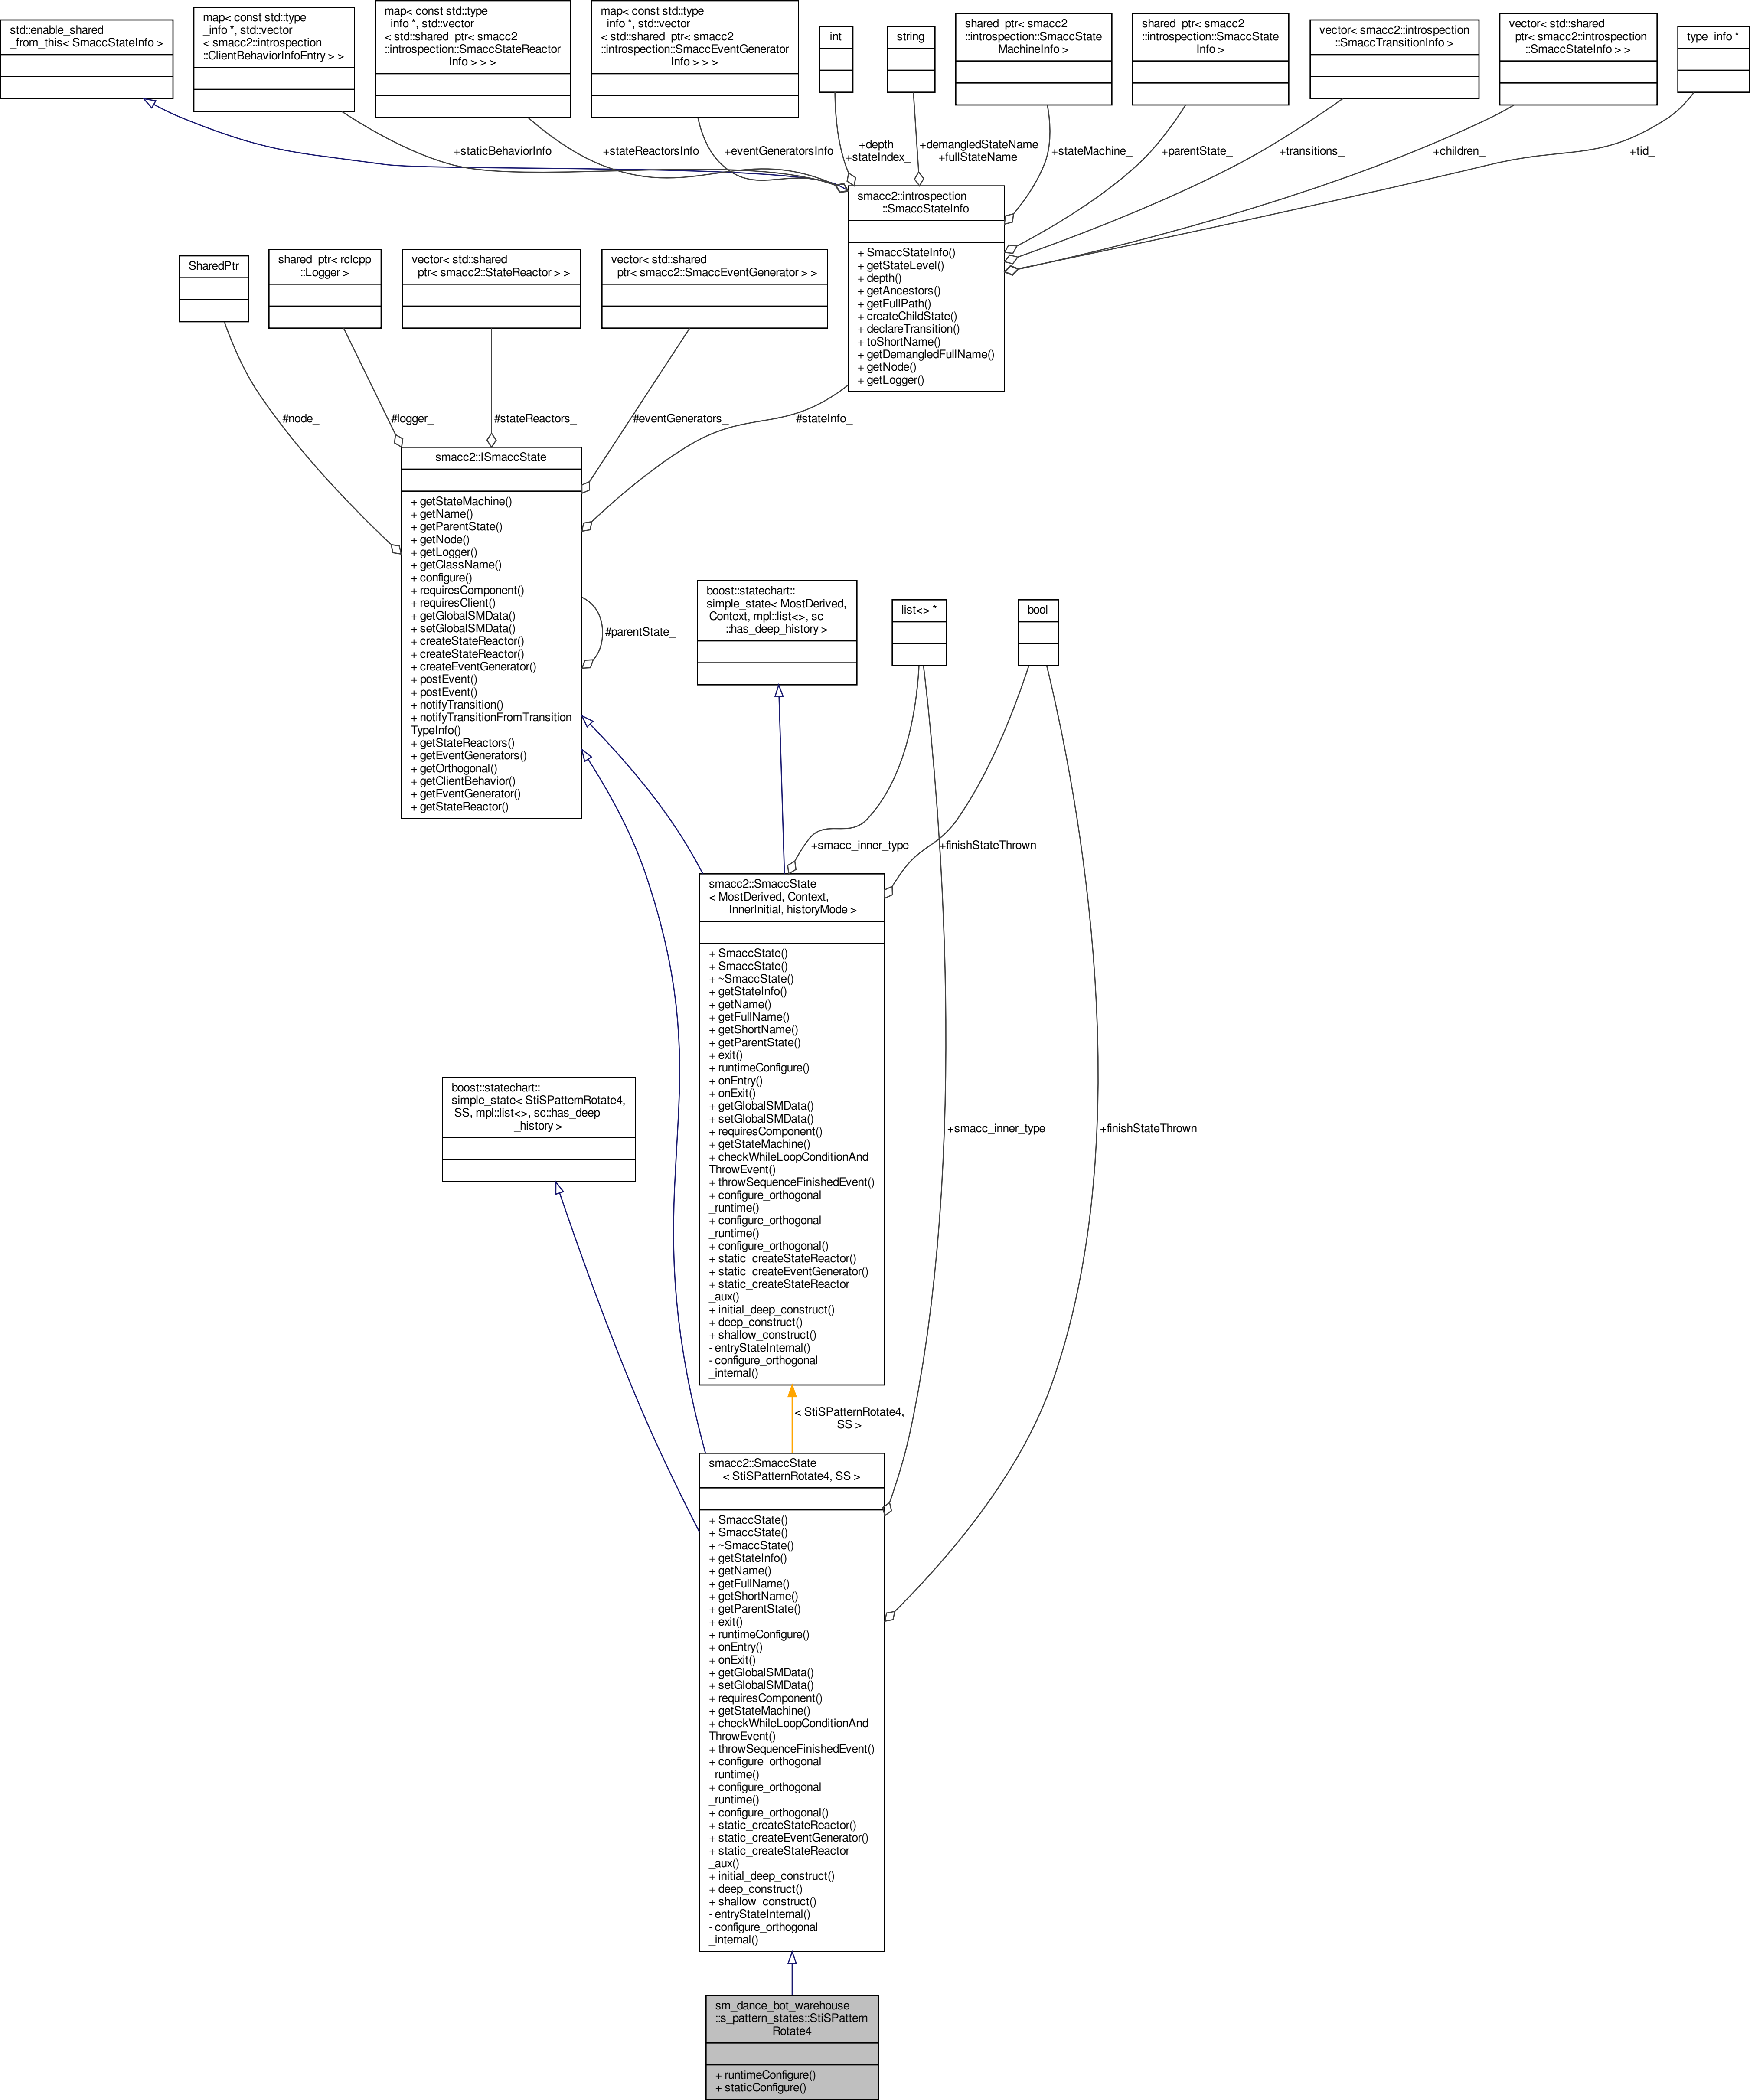 std::enable_shared
_from_this< SmaccStateInfo >
map< const std::type
_info *, std::vector
< smacc2::introspection
::ClientBehaviorInfoEntry > >
map< const std::type
_info *, std::vector
< std::shared_ptr< smacc2
::introspection::SmaccStateReactor
Info > > >
map< const std::type
_info *, std::vector
< std::shared_ptr< smacc2
::introspection::SmaccEventGenerator
Info > > >
int
string
shared_ptr< smacc2
::introspection::SmaccState
MachineInfo >
shared_ptr< smacc2
::introspection::SmaccState
Info >
vector< smacc2::introspection
::SmaccTransitionInfo >
vector< std::shared
_ptr< smacc2::introspection
::SmaccStateInfo > >
type_info *
+staticBehaviorInfo
+stateReactorsInfo
+eventGeneratorsInfo
+depth_
+stateIndex_
+demangledStateName
+fullStateName
+stateMachine_
+parentState_
+transitions_
+children_
+tid_
smacc2::introspection
::SmaccStateInfo
+ SmaccStateInfo()
+ getStateLevel()
+ depth()
+ getAncestors()
+ getFullPath()
+ createChildState()
+ declareTransition()
+ toShortName()
+ getDemangledFullName()
+ getNode()
+ getLogger()
SharedPtr
shared_ptr< rclcpp
::Logger >
vector< std::shared
_ptr< smacc2::StateReactor > >
vector< std::shared
_ptr< smacc2::SmaccEventGenerator > >
#node_
#logger_
#stateReactors_
#eventGenerators_
#stateInfo_
smacc2::ISmaccState
+ getStateMachine()
+ getName()
+ getParentState()
+ getNode()
+ getLogger()
+ getClassName()
+ configure()
+ requiresComponent()
+ requiresClient()
+ getGlobalSMData()
+ setGlobalSMData()
+ createStateReactor()
+ createStateReactor()
+ createEventGenerator()
+ postEvent()
+ postEvent()
+ notifyTransition()
+ notifyTransitionFromTransition
TypeInfo()
+ getStateReactors()
+ getEventGenerators()
+ getOrthogonal()
+ getClientBehavior()
+ getEventGenerator()
+ getStateReactor()
#parentState_
boost::statechart::
simple_state< MostDerived,
Context, mpl::list<>, sc
::has_deep_history >
list<> *
bool
+smacc_inner_type
+finishStateThrown
smacc2::SmaccState
< MostDerived, Context,
InnerInitial, historyMode >
+ SmaccState()
+ SmaccState()
+ ~SmaccState()
+ getStateInfo()
+ getName()
+ getFullName()
+ getShortName()
+ getParentState()
+ exit()
+ runtimeConfigure()
+ onEntry()
+ onExit()
+ getGlobalSMData()
+ setGlobalSMData()
+ requiresComponent()
+ getStateMachine()
+ checkWhileLoopConditionAnd
ThrowEvent()
+ throwSequenceFinishedEvent()
+ configure_orthogonal
_runtime()
+ configure_orthogonal
_runtime()
+ configure_orthogonal()
+ static_createStateReactor()
+ static_createEventGenerator()
+ static_createStateReactor
_aux()
+ initial_deep_construct()
+ deep_construct()
+ shallow_construct()
- entryStateInternal()
- configure_orthogonal
_internal()
boost::statechart::
simple_state< StiSPatternRotate4,
SS, mpl::list<>, sc::has_deep
_history >
+smacc_inner_type
+finishStateThrown
< StiSPatternRotate4,
SS >
smacc2::SmaccState
< StiSPatternRotate4, SS >
+ SmaccState()
+ SmaccState()
+ ~SmaccState()
+ getStateInfo()
+ getName()
+ getFullName()
+ getShortName()
+ getParentState()
+ exit()
+ runtimeConfigure()
+ onEntry()
+ onExit()
+ getGlobalSMData()
+ setGlobalSMData()
+ requiresComponent()
+ getStateMachine()
+ checkWhileLoopConditionAnd
ThrowEvent()
+ throwSequenceFinishedEvent()
+ configure_orthogonal
_runtime()
+ configure_orthogonal
_runtime()
+ configure_orthogonal()
+ static_createStateReactor()
+ static_createEventGenerator()
+ static_createStateReactor
_aux()
+ initial_deep_construct()
+ deep_construct()
+ shallow_construct()
- entryStateInternal()
- configure_orthogonal
_internal()
sm_dance_bot_warehouse
::s_pattern_states::StiSPattern
Rotate4
+ runtimeConfigure()
+ staticConfigure()